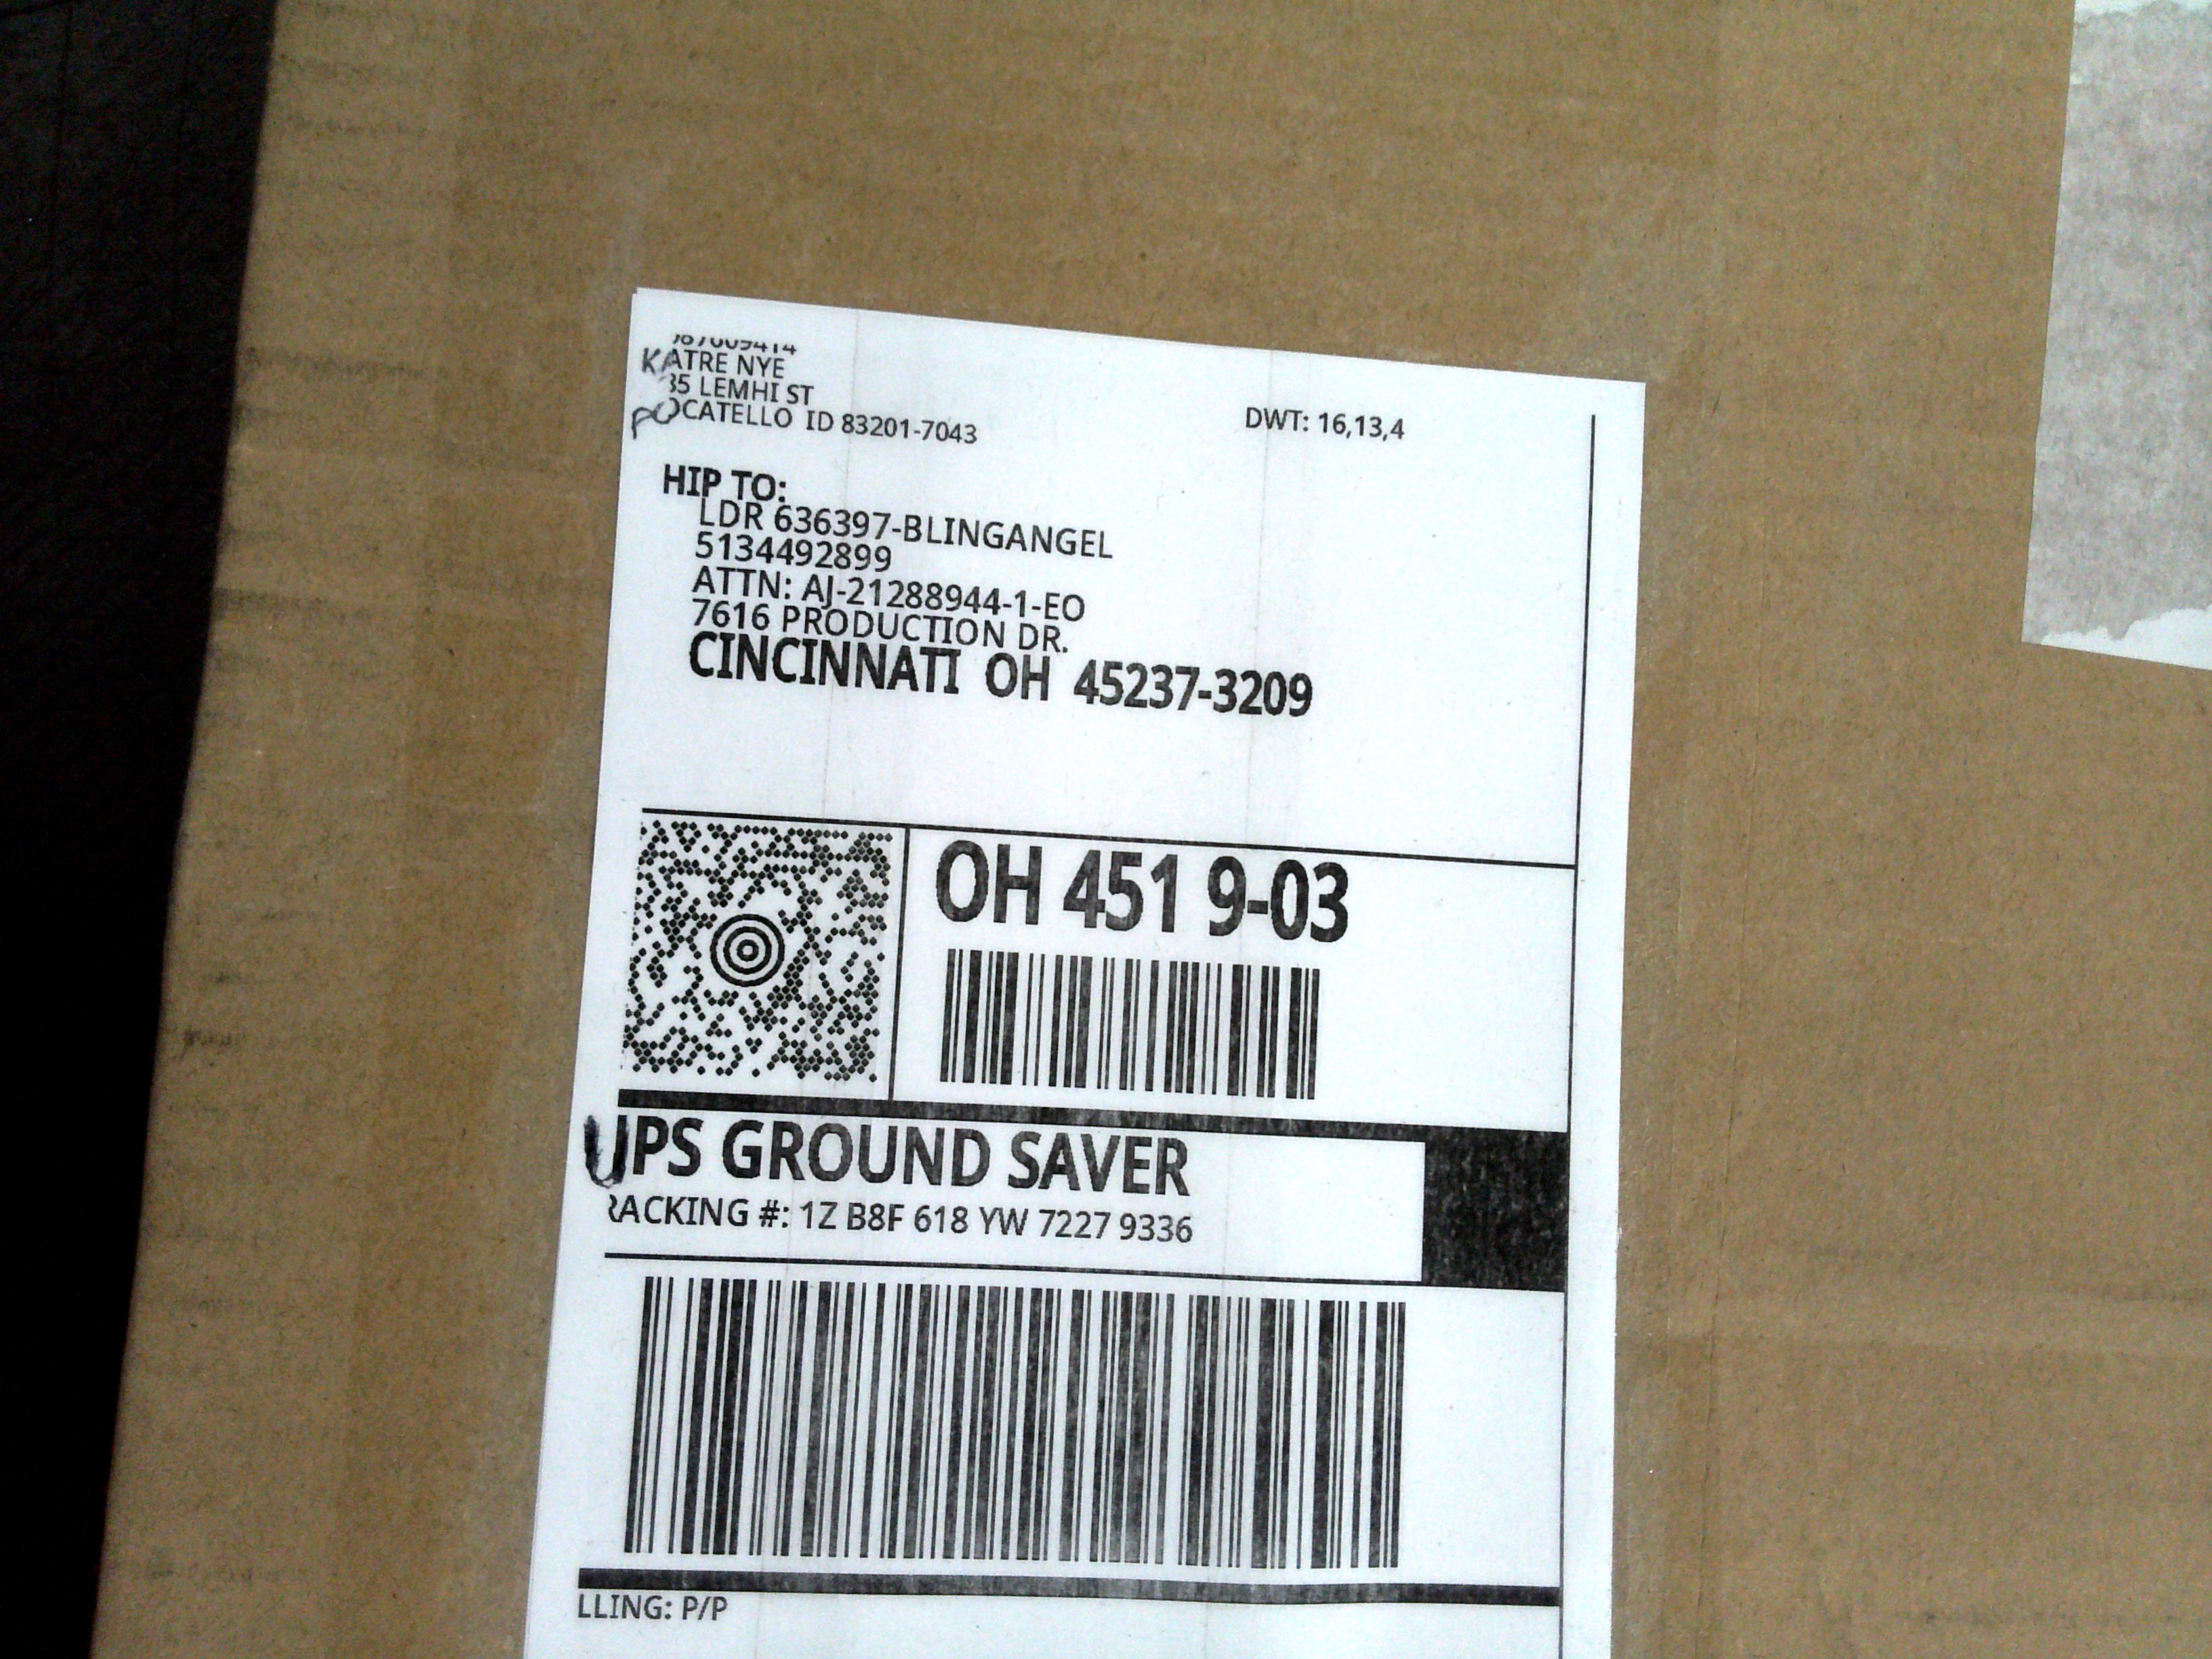 KATRE NYE
35 LEMHI ST
POCATELLO ID 83201-7043
DWT: 16,13,4
HIP TO:
LDR 636397-BLINGANGEL
5134492899
ATTN: AJ-21288944-1-EO
7616 PRODUCTION DR.
CINCINNATI OH 45237-3209
OH 451 9-03
UPS GROUND SAVER
RACKING #: 1Z B8F 618 YW 7227 9336
LLING: P/P